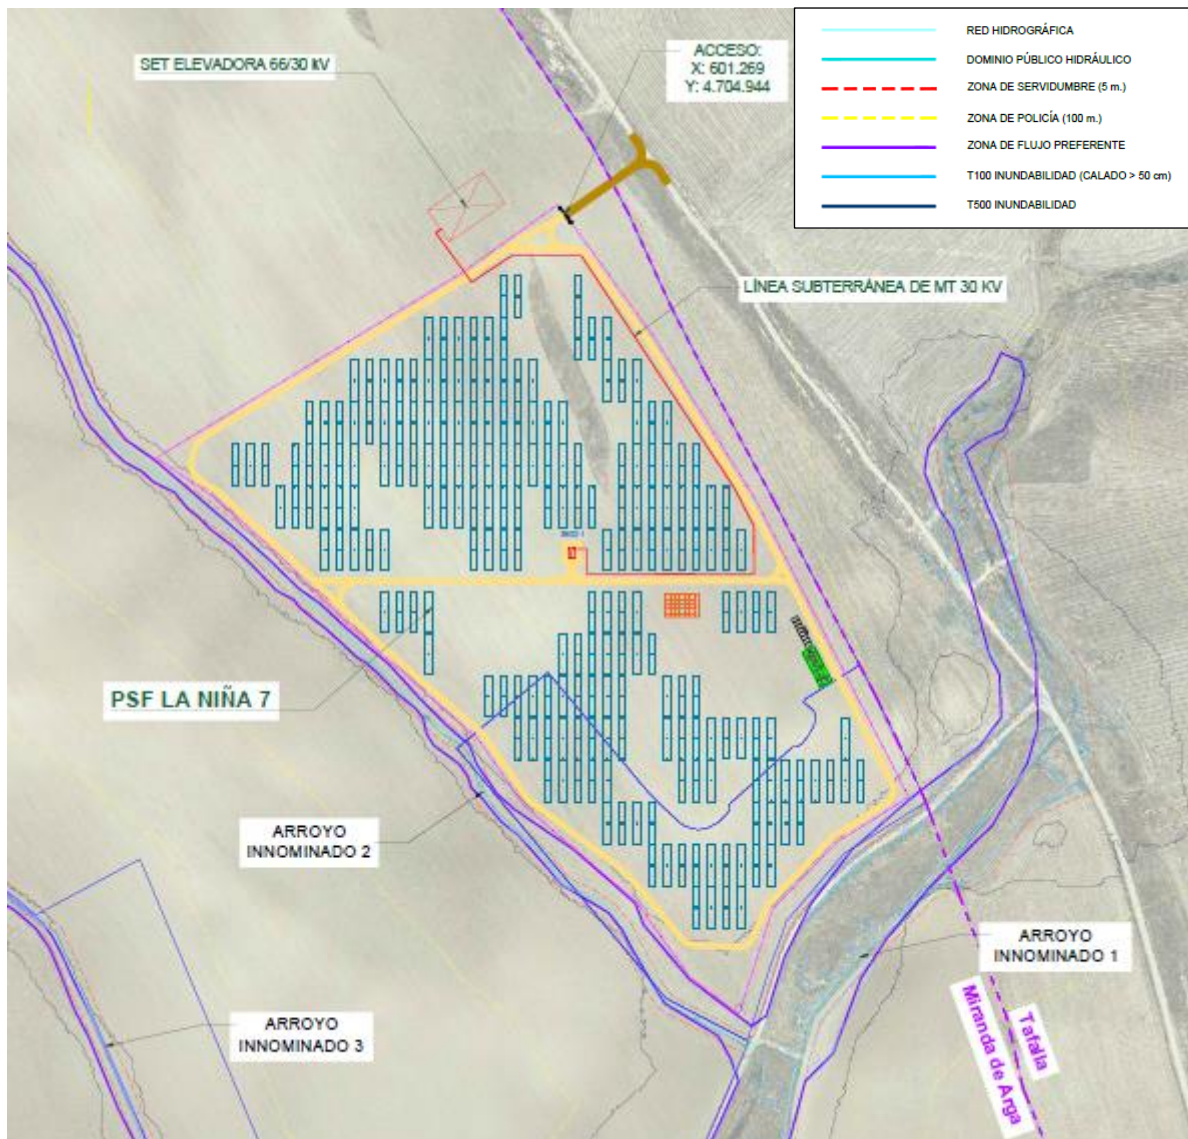 SET ELEVADORA 66/30 kV
ACCESO:
X: 601.269
Y: 4.704.944
RED HIDROGRÁFICA
DOMINIO PÚBLICO HIDRÁULICO
ZONA DE SERVIDUMBRE (5 m.)
ZONA DE POLICÍA (100 m.)
ZONA DE FLUJO PREFERENTE
T100 INUNDABILIDAD (CALADO > 50 cm)
T500 INUNDABILIDAD
LÍNEA SUBTERRÁNEA DE MT 30 KV
PSF LA NIÑA 7
ARROYO
INNOMINADO 2
ARROYO
INNOMINADO 1
ARROYO
INNOMINADO 3
Tafalla
Miranda de Arga